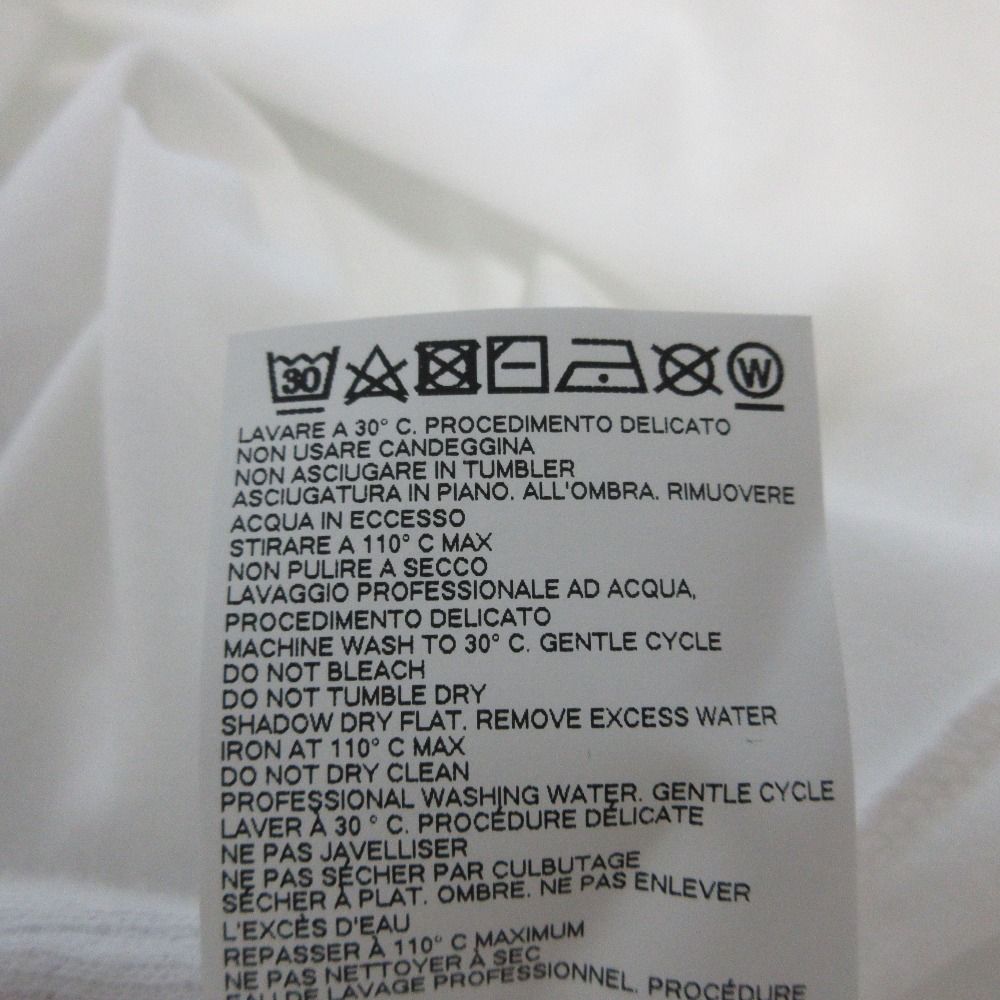 30 W
LAVARE A 30° C. PROCEDIMENTO DELICATO
NON USARE CANDEGGINA
NON ASCIUGARE IN TUMBLER
ASCIUGATURA IN PIANO. ALL'OMBRA. RIMUOVERE
ACQUA IN ECCESSO
STIRARE A 110° C MAX
NON PULIRE A SECCO
LAVAGGIO PROFESSIONALE AD ACQUA,
PROCEDIMENTO DELICATO
MACHINE WASH TO 30° C. GENTLE CYCLE
DO NOT BLEACH
DO NOT TUMBLE DRY
SHADOW DRY FLAT. REMOVE EXCESS WATER
IRON AT 110° C MAX
DO NOT DRY CLEAN
PROFESSIONAL WASHING WATER. GENTLE CYCLE
LAVER À 30 ° C. PROCÉDURE DÉLICATE
NE PAS JAVELLISER
NE PAS SÉCHER PAR CULBUTAGE
SÉCHER À PLAT. OMBRE. NE PAS ENLEVER
L'EXCÈS D'EAU
REPASSER À 110° C MAXIMUM
NE PAS NETTOYER À SEC
EAU DE LAVAGE PROFESSIONNEL. PROCÉDURE